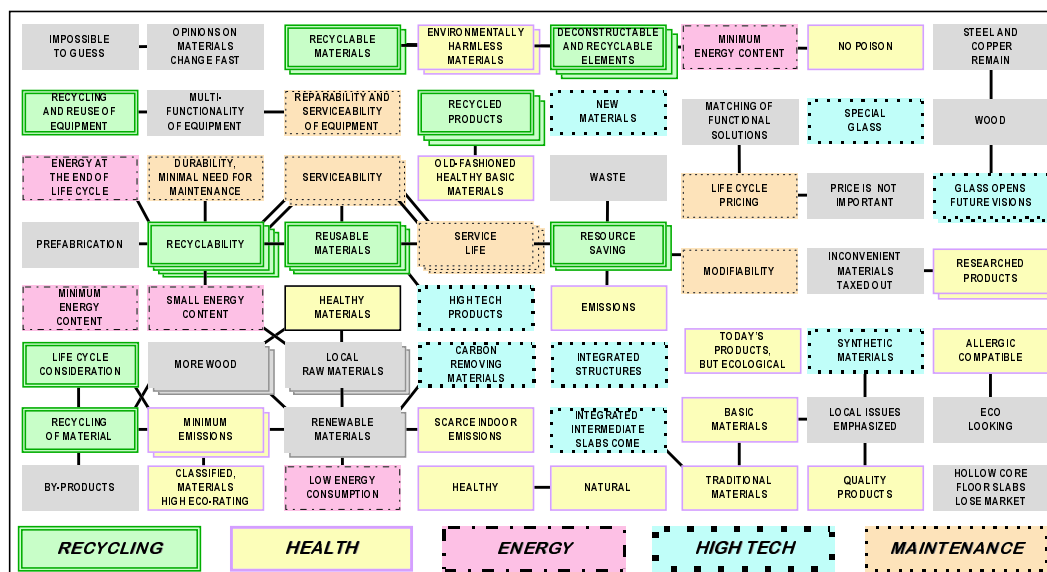 IMPOSSIBLE
TO GUESS
OPINIONS ON
MATERIALS
CHANGE FAST
RECYCLABLE
MATERIALS
ENVIRONMENTALLY
HARMLESS
MATERIALS
DECONSTRUCTABLE
AND RECYCLABLE
ELEMENTS
MINIMUM
ENERGY CONTENT
NO POISON
STEEL AND
COPPER
REMAIN
RECYCLING
AND REUSE OF
EQUIPMENT
MULTI-
FUNCTIONALITY
OF EQUIPMENT
REPARABILITY AND
SERVICEABILITY
OF EQUIPMENT
RECYCLED
PRODUCTS
NEW
MATERIALS
MATCHING OF
FUNCTIONAL
SOLUTIONS
SPECIAL
GLASS
WOOD
ENERGY AT
THE END OF
LIFE CYCLE
DURABILITY,
MINIMAL NEED FOR
MAINTENANCE
SERVICEABILITY
OLD-FASHIONED
HEALTHY BASIC
MATERIALS
WASTE
LIFE CYCLE
PRICING
PRICE IS NOT
IMPORTANT
GLASS OPENS
FUTURE VISIONS
PREFABRICATION
RECYCLABILITY
REUSABLE
MATERIALS
SERVICE
LIFE
RESOURCE
SAVING
MODIFIABILITY
INCONVENIENT
MATERIALS
TAXED OUT
RESEARCHED
PRODUCTS
MINIMUM
ENERGY
CONTENT
SMALL ENERGY
CONTENT
HEALTHY
MATERIALS
HIGH TECH
PRODUCTS
EMISSIONS
LIFE CYCLE
CONSIDERATION
MORE WOOD
LOCAL
RAW MATERIALS
CARBON
REMOVING
MATERIALS
INTEGRATED
STRUCTURES
TODAY'S
PRODUCTS,
BUT ECOLOGICAL
SYNTHETIC
MATERIALS
ALLERGIC
COMPATIBLE
RECYCLING
OF MATERIAL
MINIMUM
EMISSIONS
RENEWABLE
MATERIALS
SCARCE INDOOR
EMISSIONS
INTEGRATED
INTERMEDIATE
SLABS COME
BASIC
MATERIALS
LOCAL ISSUES
EMPHASIZED
ECO
LOOKING
BY-PRODUCTS
CLASSIFIED,
MATERIALS
HIGH ECO-RATING
LOW ENERGY
CONSUMPTION
HEALTHY
NATURAL
TRADITIONAL
MATERIALS
QUALITY
PRODUCTS
HOLLOW CORE
FLOOR SLABS
LOSE MARKET
RECYCLING
HEALTH
ENERGY
HIGH TECH
MAINTENANCE